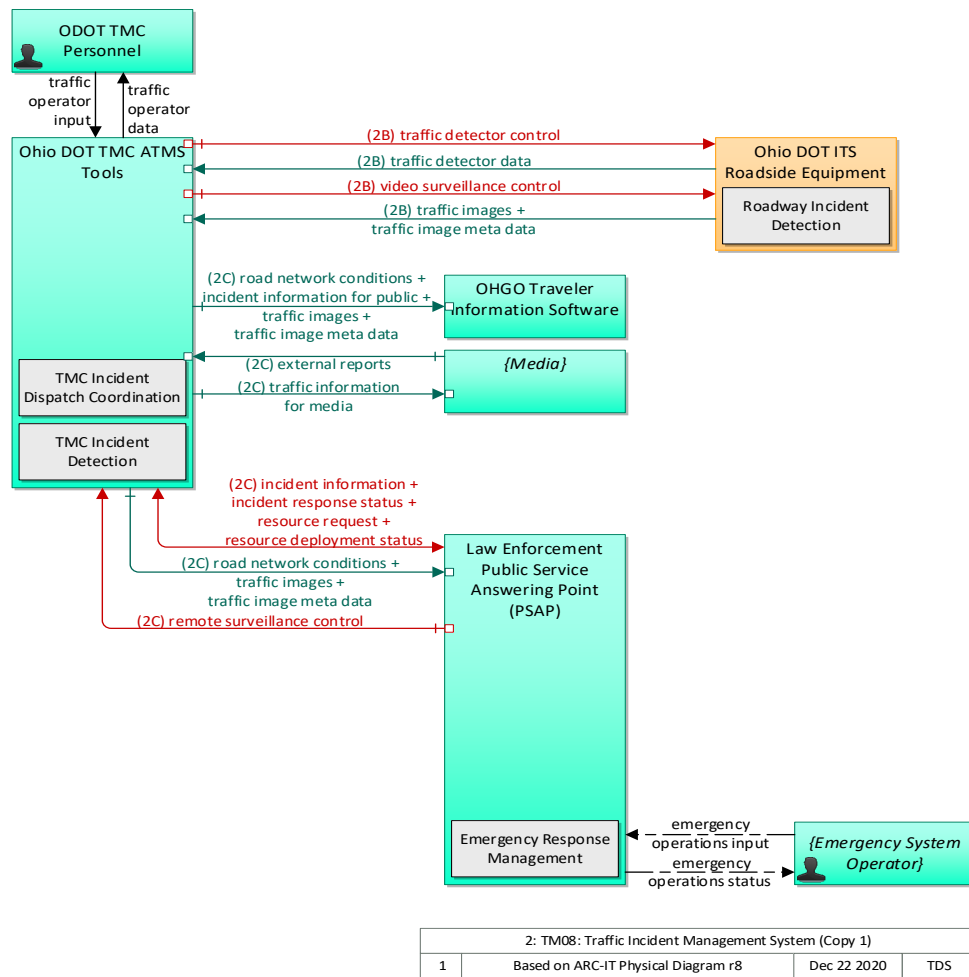 ODOT TMC
Personnel
traffic
operator
input
traffic
operator
data
Ohio DOT TMC ATMS
Tools
(2B) traffic detector control
(2B) traffic detector data
(2B) video surveillance control
(2B) traffic images +
traffic image meta data
Ohio DOT ITS
Roadside Equipment
Roadway Incident
Detection
(2C) road network conditions +
incident information for public +
traffic images +
traffic image meta data
OHGO Traveler
Information Software
(2C) external reports
(2C) traffic information
for media
{Media}
TMC Incident
Dispatch Coordination
TMC Incident
Detection
(2C) incident information +
incident response status +
resource request +
resource deployment status
(2C) road network conditions +
traffic images +
traffic image meta data
(2C) remote surveillance control
Law Enforcement
Public Service
Answering Point
(PSAP)
Emergency Response
Management
emergency
operations input
emergency
operations status
{Emergency System
Operator}
2: TM08: Traffic Incident Management System (Copy 1)
1 Based on ARC-IT Physical Diagram r8 Dec 22 2020 TDS